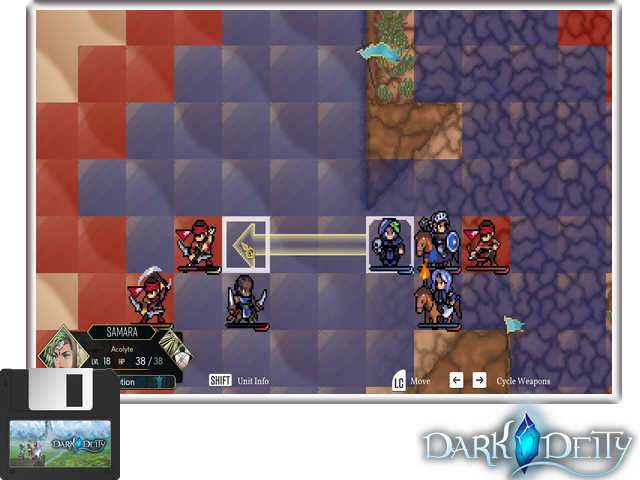 SAMARA
Acolyte
LVL 18 HP 38 / 38
SHIFT Unit Info
LC Move
Cycle Weapons
DARK DEITY
DARK DEITY